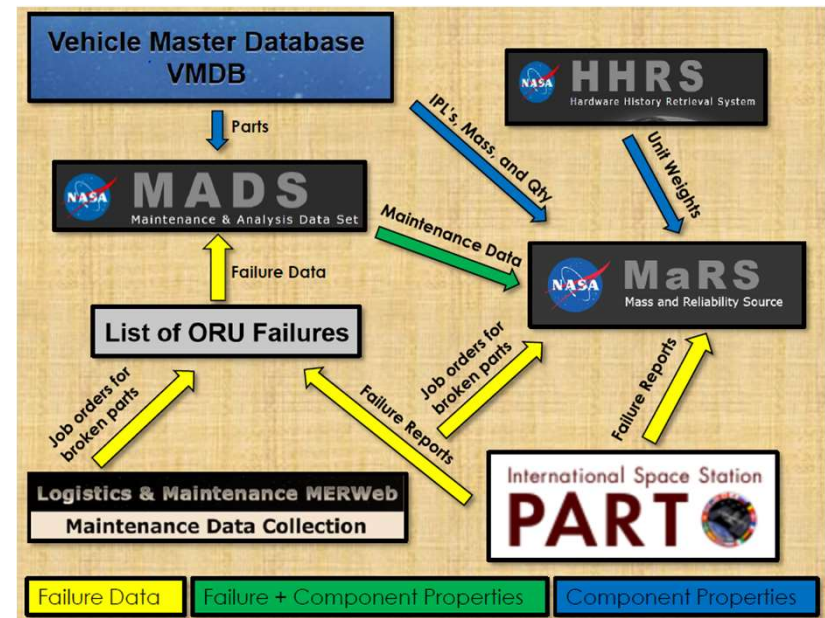 Vehicle Master Database
VMDB
NASA
HHRS
Hardware History Retrieval System
Parts
IPL's, Mass, and Qty
Unit Weights
NASA
MADS
Maintenance & Analysis Data Set
Maintenance Data
NASA
MaRS
Mass and Reliability Source
Failure Data
List of ORU Failures
Job orders for
broken parts
Failure Reports
Job orders for
broken parts
Failure Reports
Logistics & Maintenance MERWeb
Maintenance Data Collection
International Space Station
PART
Failure Data
Failure + Component Properties
Component Properties